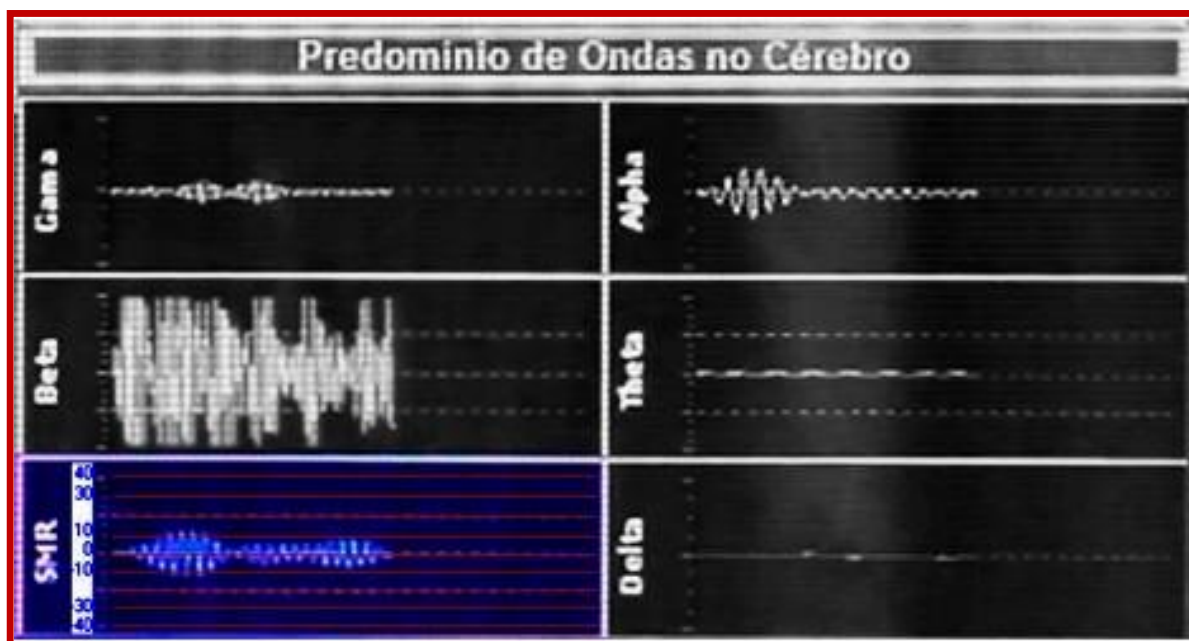 Predominio de Ondas no Cérebro
Gama
Alpha
Beta
Theta
SMR
40
30
10
0
-10
-30
-40
Delta